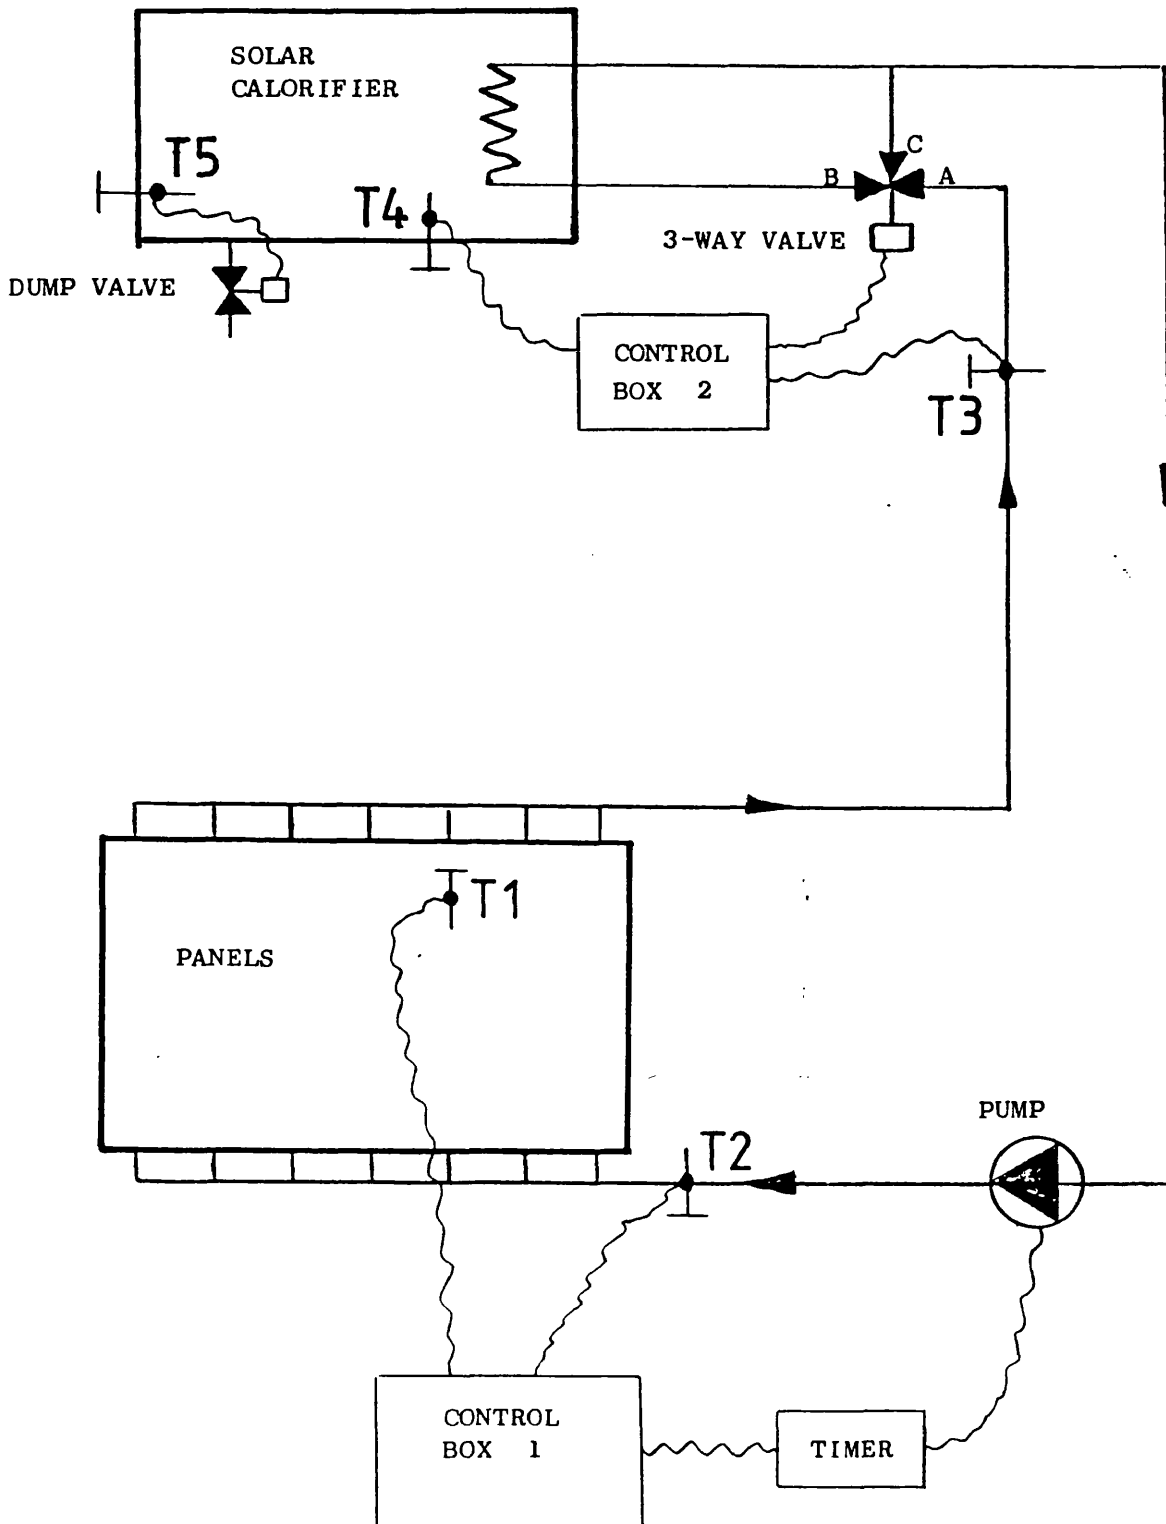 SOLAR
CALORIFIER
T5
T4
C
B
A
3-WAY VALVE
DUMP VALVE
CONTROL
BOX 2
T3
T1
PANELS
PUMP
T2
CONTROL
BOX 1
TIMER